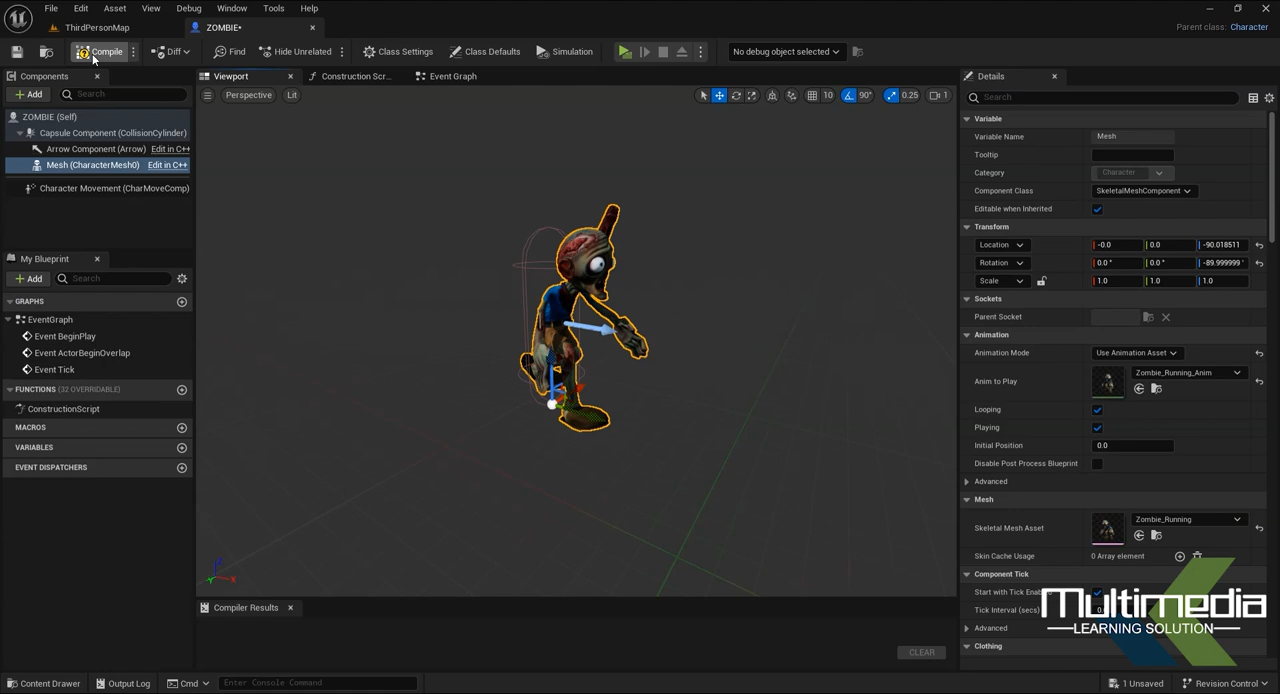 File Edit Asset View Debug Window Tools Help
ThirdPersonMap
ZOMBIE*
Parent class: Character
Compile
Diff
Find
Hide Unrelated
Class Settings
Class Defaults
Simulation
No debug object selected
Components
Add
Search
ZOMBIE (Self)
Capsule Component (CollisionCylinder)
Arrow Component (Arrow) Edit in C++
Mesh (CharacterMesh0) Edit in C++
Character Movement (CharMoveComp)
My Blueprint
Add
Search
GRAPHS
EventGraph
Event BeginPlay
Event ActorBeginOverlap
Event Tick
FUNCTIONS (32 OVERRIDABLE)
ConstructionScript
MACROS
VARIABLES
EVENT DISPATCHERS
Viewport
Construction Scr...
Event Graph
Perspective
Lit
10
90°
0.25
1
Z
X
Y
Compiler Results
CLEAR
Details
Search
Variable
Variable Name Mesh
Tooltip
Category Character
Component Class SkeletalMeshComponent
Editable when Inherited
Transform
Location -0.0 0.0 -90.018511
Rotation 0.0° 0.0° -89.999999°
Scale 1.0 1.0 1.0
Sockets
Parent Socket
Animation
Animation Mode Use Animation Asset
Anim to Play Zombie_Running_Anim
Looping
Playing
Initial Position 0.0
Disable Post Process Blueprint
Advanced
Mesh
Skeletal Mesh Asset Zombie_Running
Skin Cache Usage 0 Array element
Component Tick
Start with Tick
Tick Interval (secs)
Advanced
Clothing
Multimedia
LEARNING SOLUTION
Content Drawer
Output Log
Cmd
Enter Console Command
1 Unsaved
Revision Control